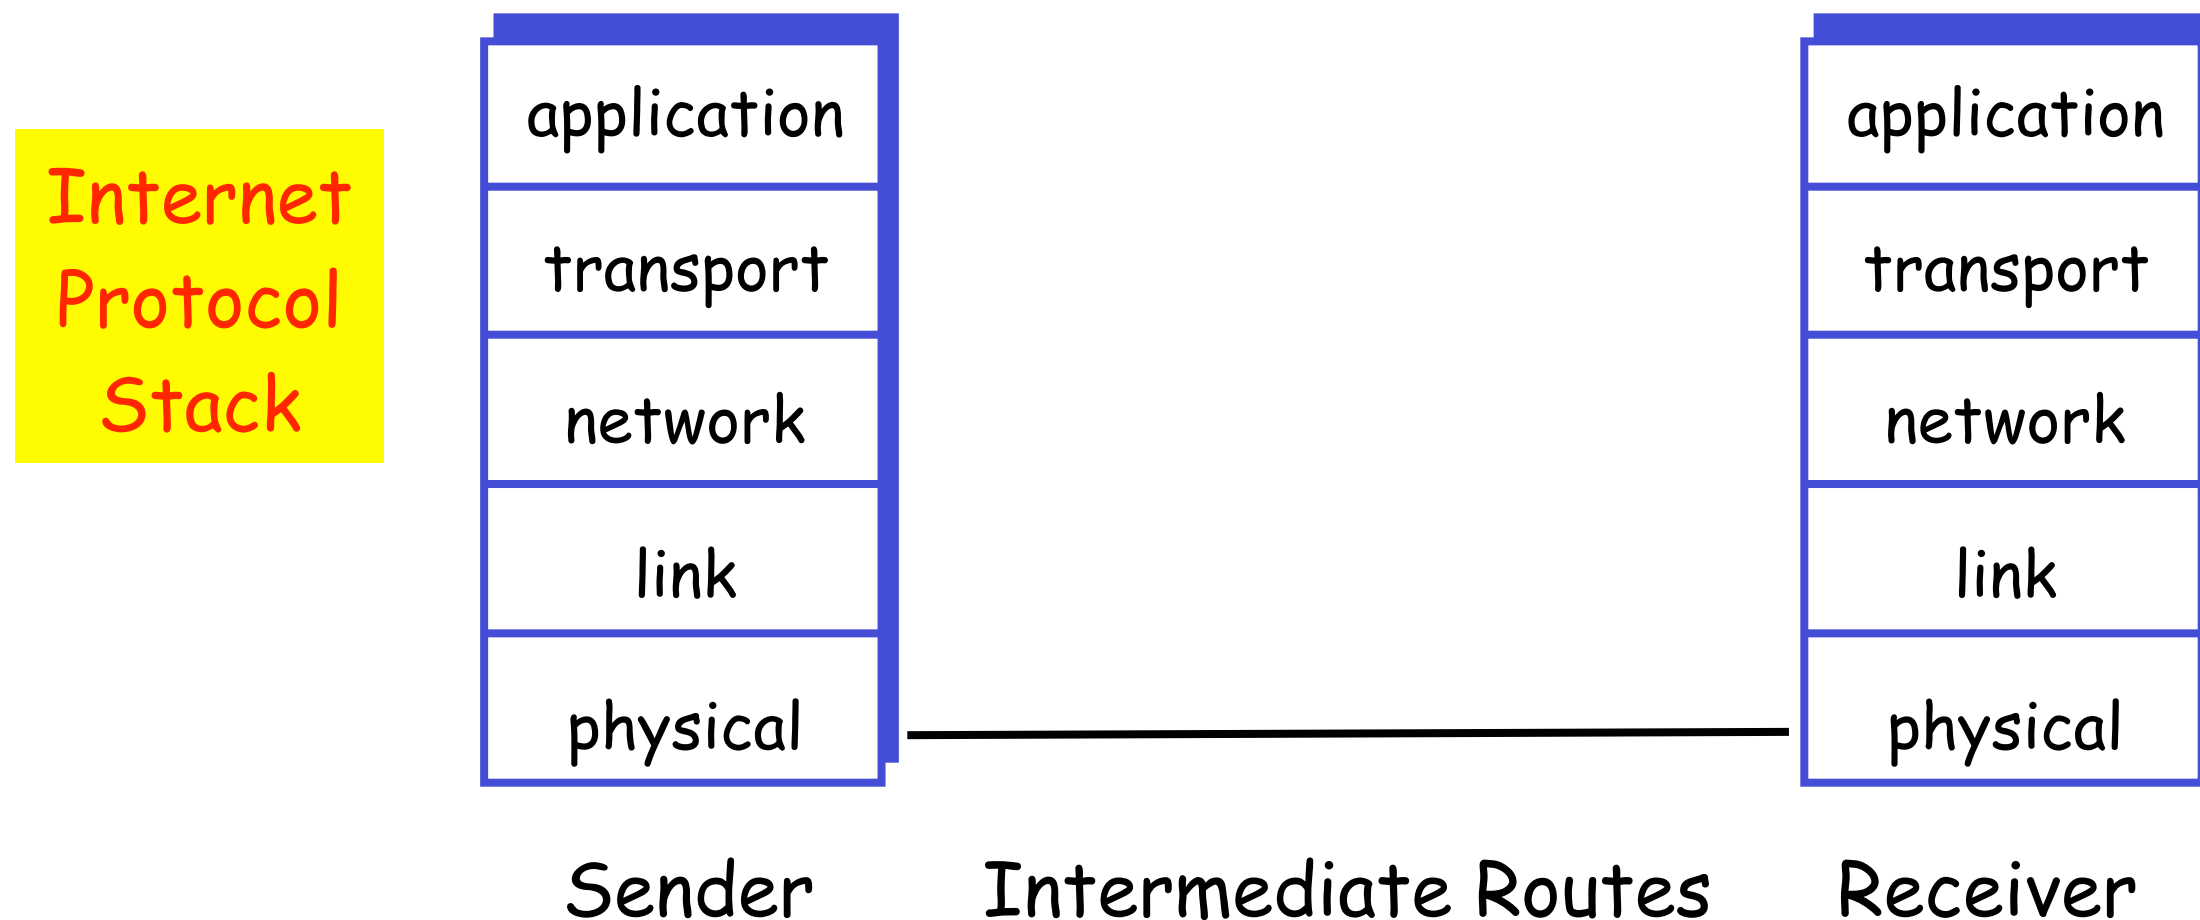 Internet
Protocol
Stack
application
transport
network
link
physical
application
transport
network
link
physical
Sender
Intermediate Routes
Receiver